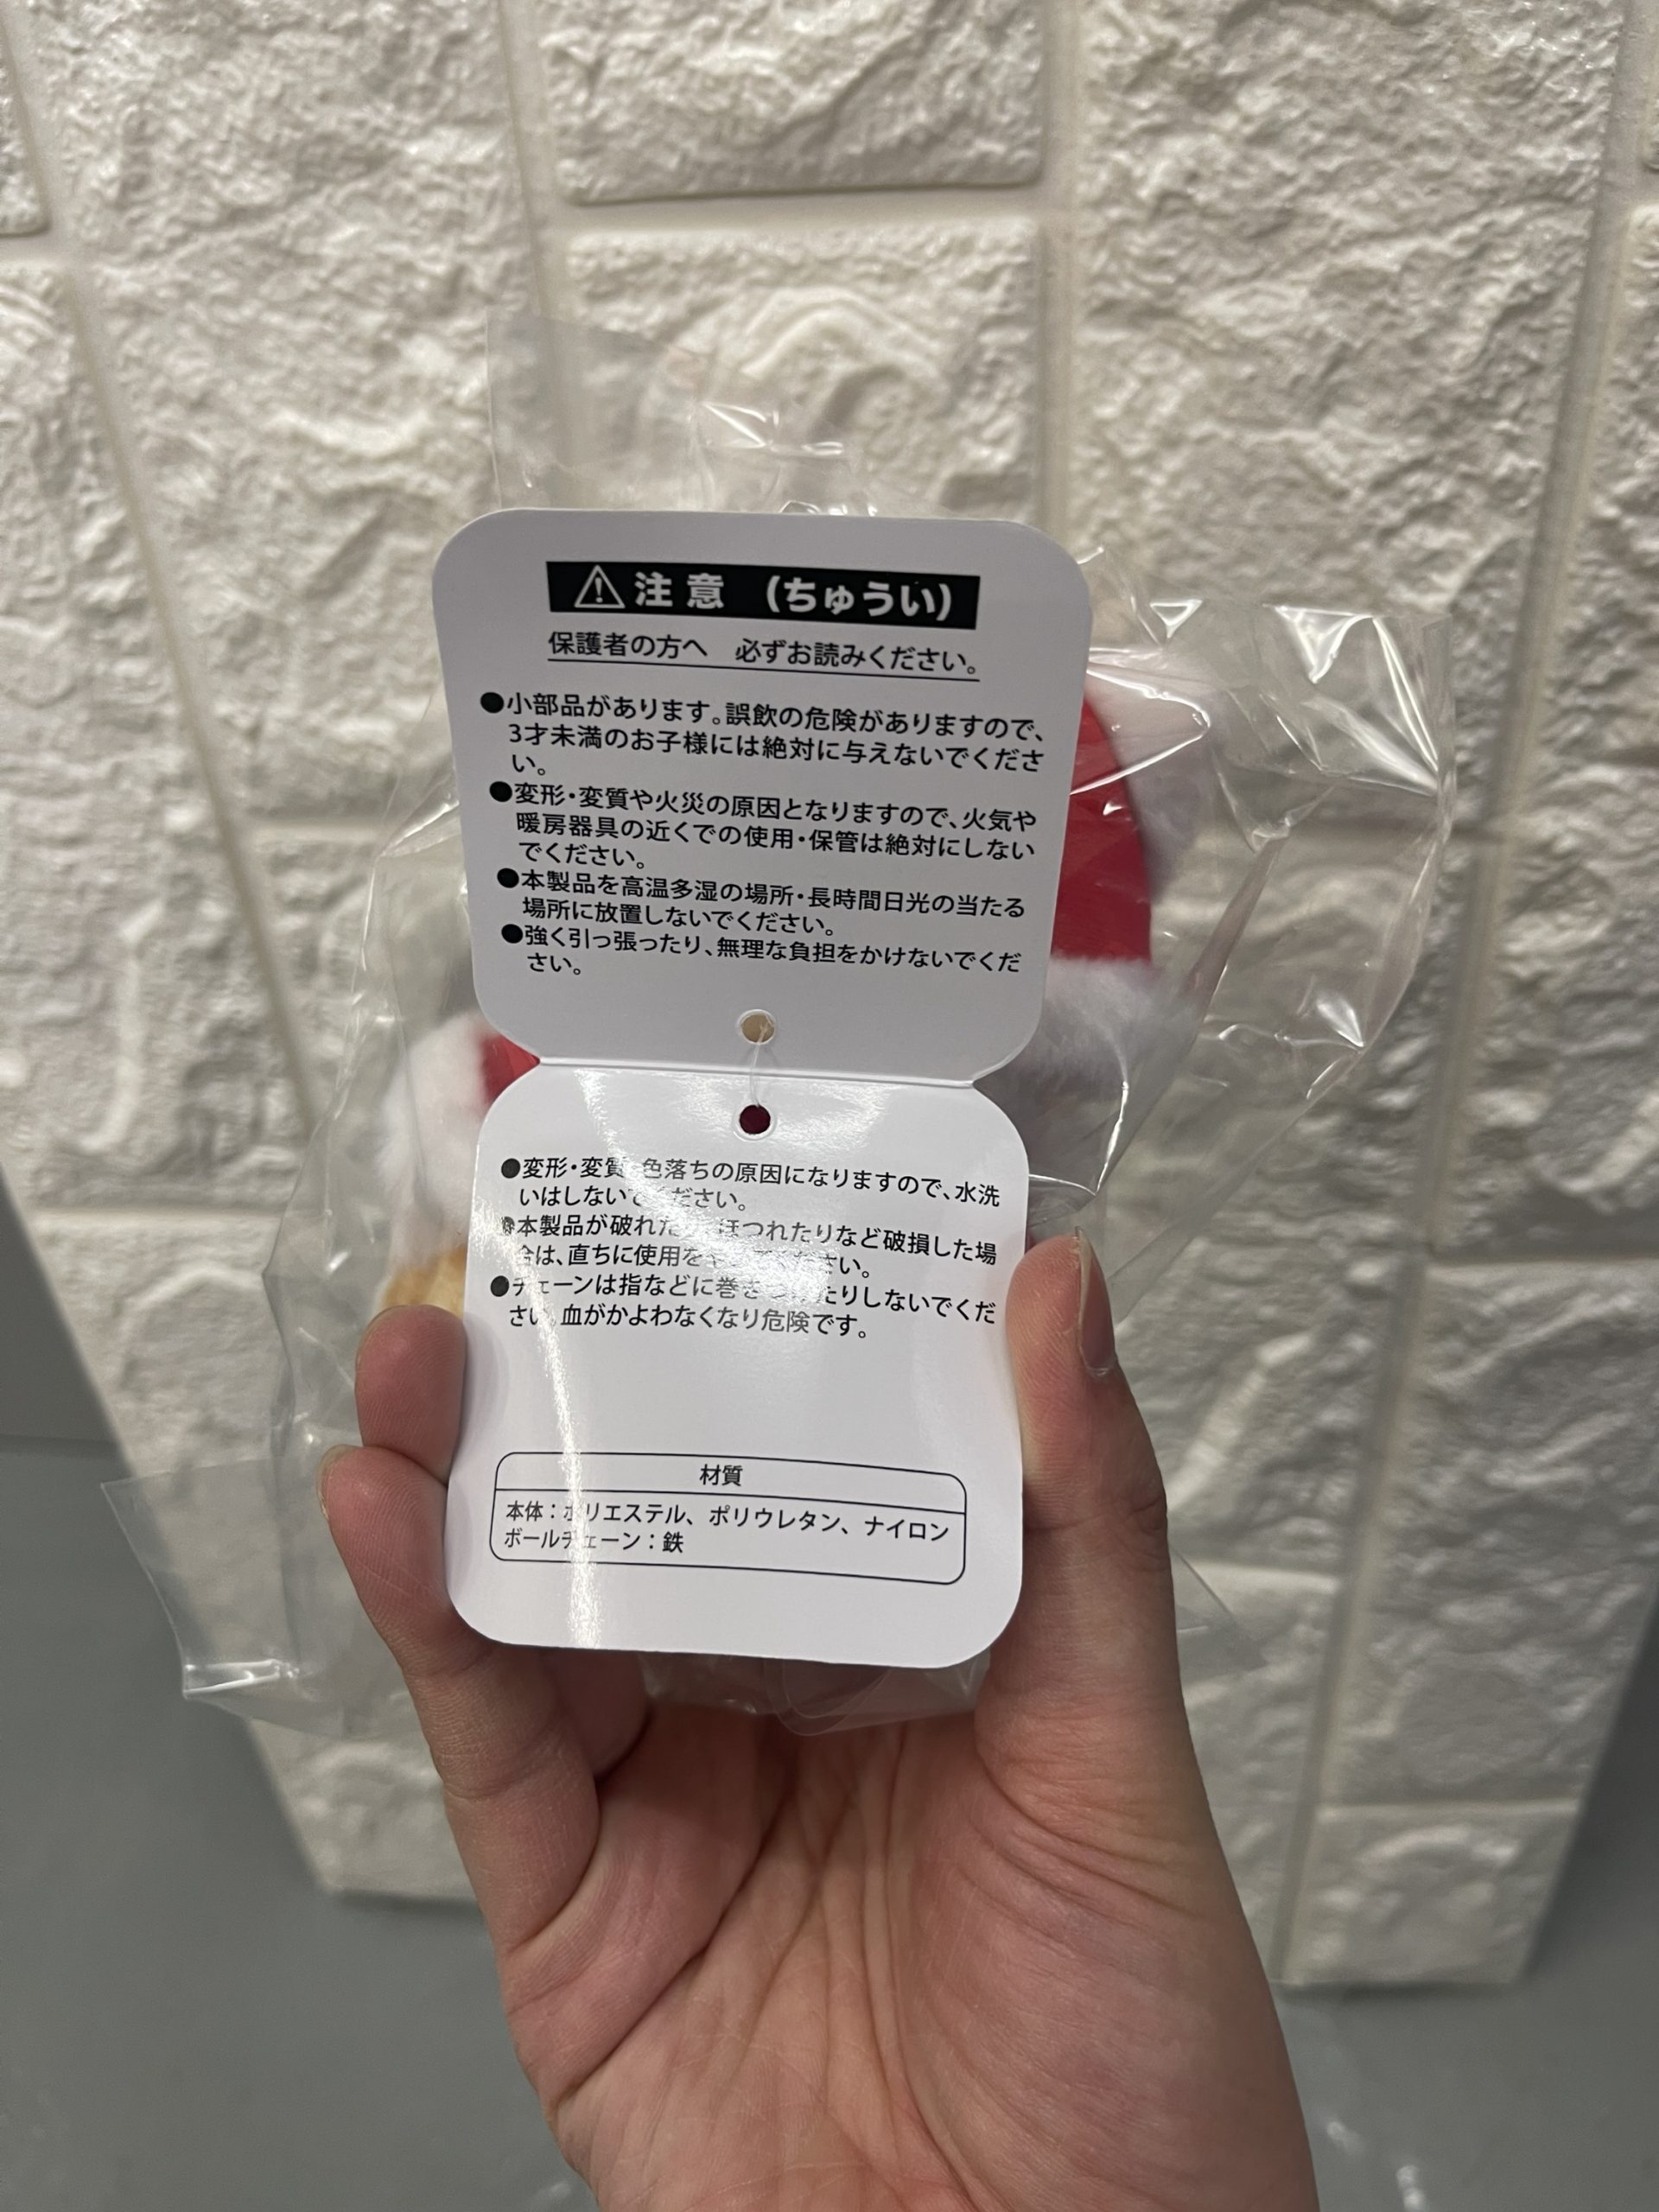 注意 (ちゅうい)
保護者の方へ 必ずお読みください。
●小部品があります。誤飲の危険がありますので、
3才未満のお子様には絶対に与えないでくださ
い。
●変形・変質や火災の原因となりますので、火気や
暖房器具の近くでの使用・保管は絶対にしない
でください。
●本製品を高温多湿の場所・長時間日光の当たる
場所に放置しないでください。
●強く引っ張ったり、無理な負担をかけないでくだ
さい。
●変形・変質 色落ちの原因になりますので、水洗
いはしないでください。
●本製品が破れたり ほつれたりなど破損した場
合は、直ちに使用を ください。
●チェーンは指などに巻きつけたりしないでくだ
さい。血がかよわなくなり危険です。
材質
本体：ポリエステル、ポリウレタン、ナイロン
ボールチェーン：鉄